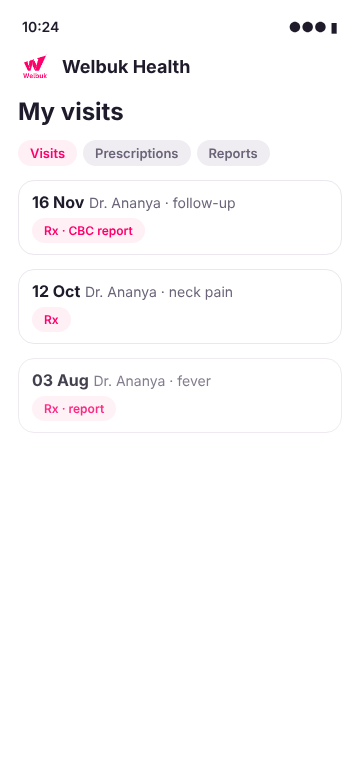 10:24
Welbuk
Welbuk Health
My visits
Visits
Prescriptions
Reports
16 Nov Dr. Ananya · follow-up
Rx · CBC report
12 Oct Dr. Ananya · neck pain
Rx
03 Aug Dr. Ananya · fever
Rx · report